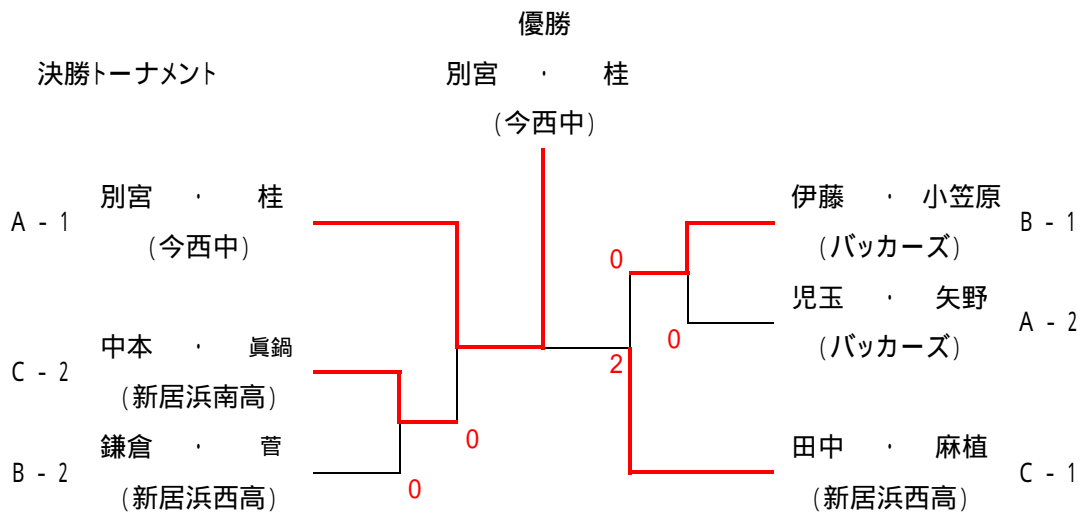 優勝
決勝トーナメント
別宮 ・ 桂
(今西中)
A - 1
別宮 ・ 桂
(今西中)
C - 2
中本 ・ 眞鍋
(新居浜南高)
B - 2
鎌倉 ・ 菅
(新居浜西高)
0
0
0
0
2
伊藤 ・ 小笠原
(バッカーズ)
B - 1
児玉 ・ 矢野
(バッカーズ)
A - 2
田中 ・ 麻植
(新居浜西高)
C - 1